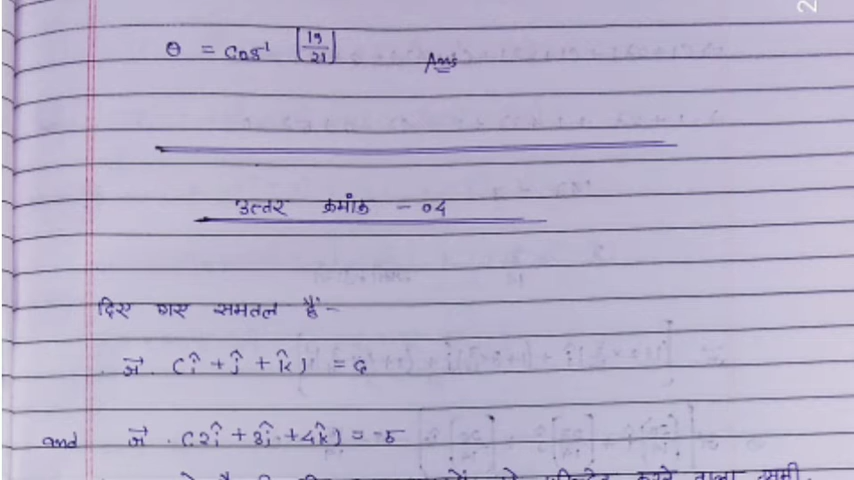 θ = Cos⁻¹ [19/21] Ans
उत्तर क्रमांक - 04
दिए गए समतल हैं-
r⃗ . (î + ĵ + k̂) = 6
and r⃗ . (2î + 3ĵ + 4k̂) = -5